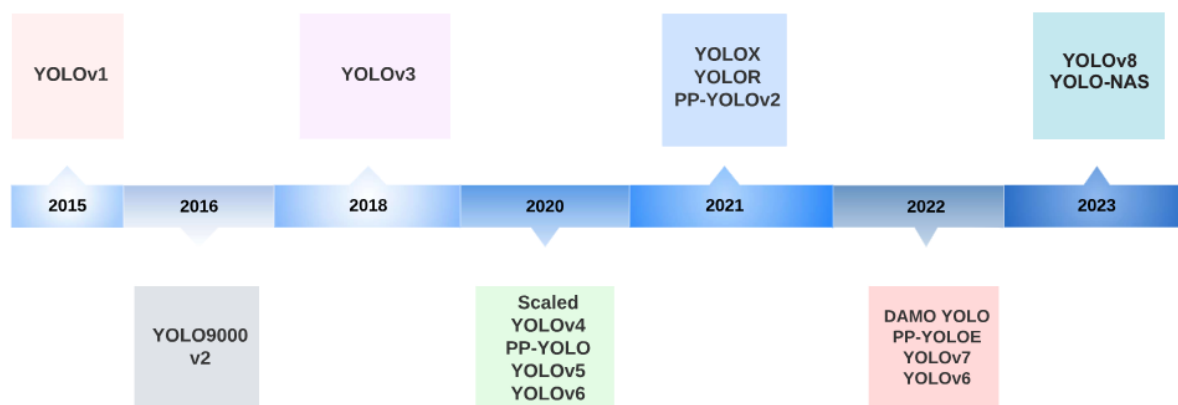 YOLOv1
YOLOv3
YOLOX
YOLOR
PP-YOLOv2
YOLOv8
YOLO-NAS
2015
2016
2018
2020
2021
2022
2023
YOLO9000
v2
Scaled
YOLOv4
PP-YOLO
YOLOv5
YOLOv6
DAMO YOLO
PP-YOLOE
YOLOv7
YOLOv6